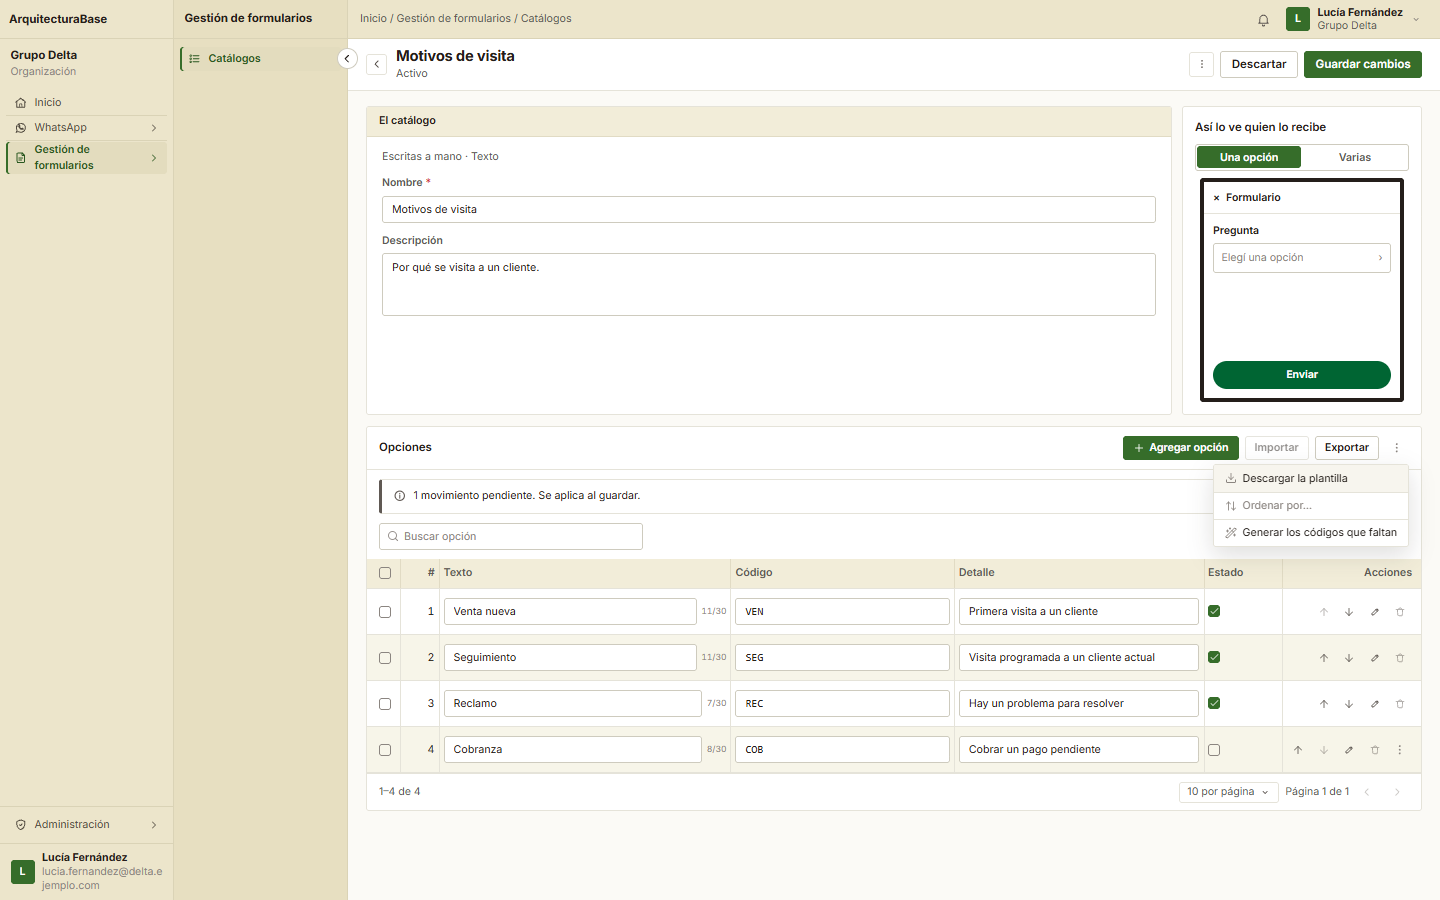 ArquitecturaBase
Grupo Delta
Organización
Inicio
WhatsApp
Gestión de
formularios
Administración
L
Lucía Fernández
lucia.fernandez@delta.e
jemplo.com
Gestión de formularios
Catálogos
Inicio / Gestión de formularios / Catálogos
L
Lucía Fernández
Grupo Delta
Motivos de visita
Activo
Descartar
Guardar cambios
El catálogo
Escritas a mano · Texto
Nombre *
Motivos de visita
Descripción
Por qué se visita a un cliente.
Así lo ve quien lo recibe
Una opción
Varias
× Formulario
Pregunta
Elegí una opción
Enviar
Opciones
+ Agregar opción
Importar
Exportar
Descargar la plantilla
Ordenar por...
Generar los códigos que faltan
1 movimiento pendiente. Se aplica al guardar.
Buscar opción
# Texto Código Detalle Estado Acciones
1 Venta nueva 11/30 VEN Primera visita a un cliente
2 Seguimiento 11/30 SEG Visita programada a un cliente actual
3 Reclamo 7/30 REC Hay un problema para resolver
4 Cobranza 8/30 COB Cobrar un pago pendiente
1–4 de 4
10 por página
Página 1 de 1